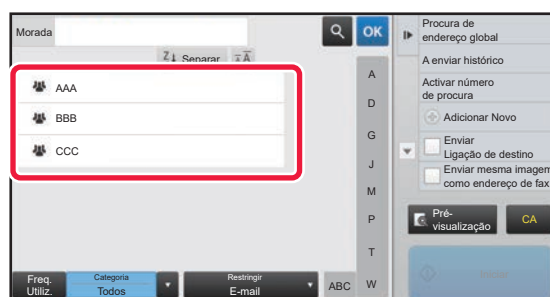 Morada
OK
Separar
AAA
BBB
CCC
A
D
G
J
M
P
T
W
Freq.
Utiliz.
Categoria
Todos
Restringir
E-mail
ABC
Procura de
endereço global
A enviar histórico
Activar número
de procura
Adicionar Novo
Enviar
Ligação de destino
Enviar mesma imagem
como endereço de fax
Pré-
visualização
CA